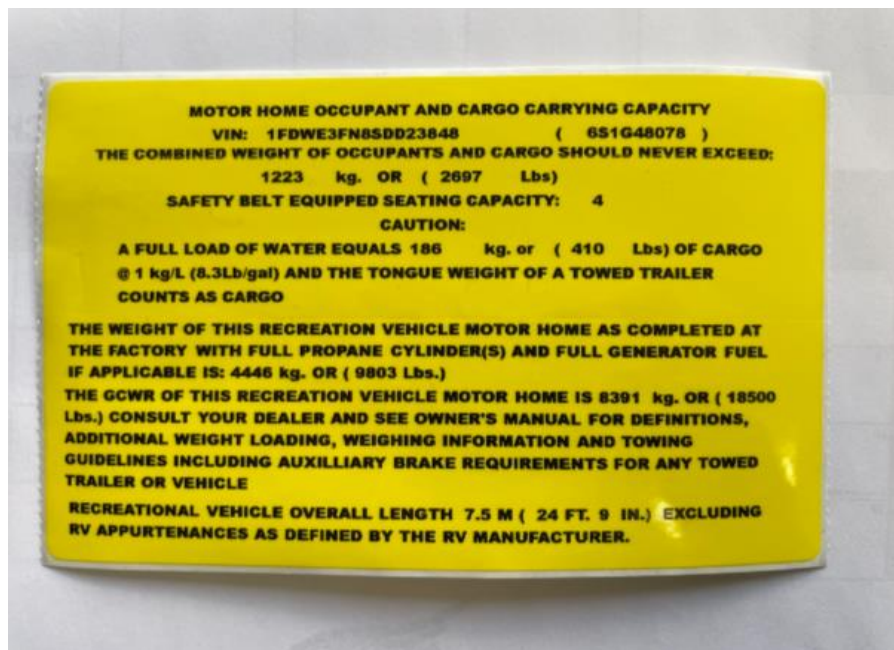 MOTOR HOME OCCUPANT AND CARGO CARRYING CAPACITY
VIN: 1FDWE3FN8SDD23848 ( 6S1G48078 )
THE COMBINED WEIGHT OF OCCUPANTS AND CARGO SHOULD NEVER EXCEED:
1223 kg. OR ( 2697 Lbs)
SAFETY BELT EQUIPPED SEATING CAPACITY: 4
CAUTION:
A FULL LOAD OF WATER EQUALS 186 kg. or ( 410 Lbs) OF CARGO
@ 1 kg/L (8.3Lb/gal) AND THE TONGUE WEIGHT OF A TOWED TRAILER
COUNTS AS CARGO
THE WEIGHT OF THIS RECREATION VEHICLE MOTOR HOME AS COMPLETED AT
THE FACTORY WITH FULL PROPANE CYLINDER(S) AND FULL GENERATOR FUEL
IF APPLICABLE IS: 4446 kg. OR ( 9803 Lbs.)
THE GCWR OF THIS RECREATION VEHICLE MOTOR HOME IS 8391 kg. OR ( 18500
Lbs.) CONSULT YOUR DEALER AND SEE OWNER'S MANUAL FOR DEFINITIONS,
ADDITIONAL WEIGHT LOADING, WEIGHING INFORMATION AND TOWING
GUIDELINES INCLUDING AUXILLIARY BRAKE REQUIREMENTS FOR ANY TOWED
TRAILER OR VEHICLE
RECREATIONAL VEHICLE OVERALL LENGTH 7.5 M ( 24 FT. 9 IN.) EXCLUDING
RV APPURTENANCES AS DEFINED BY THE RV MANUFACTURER.